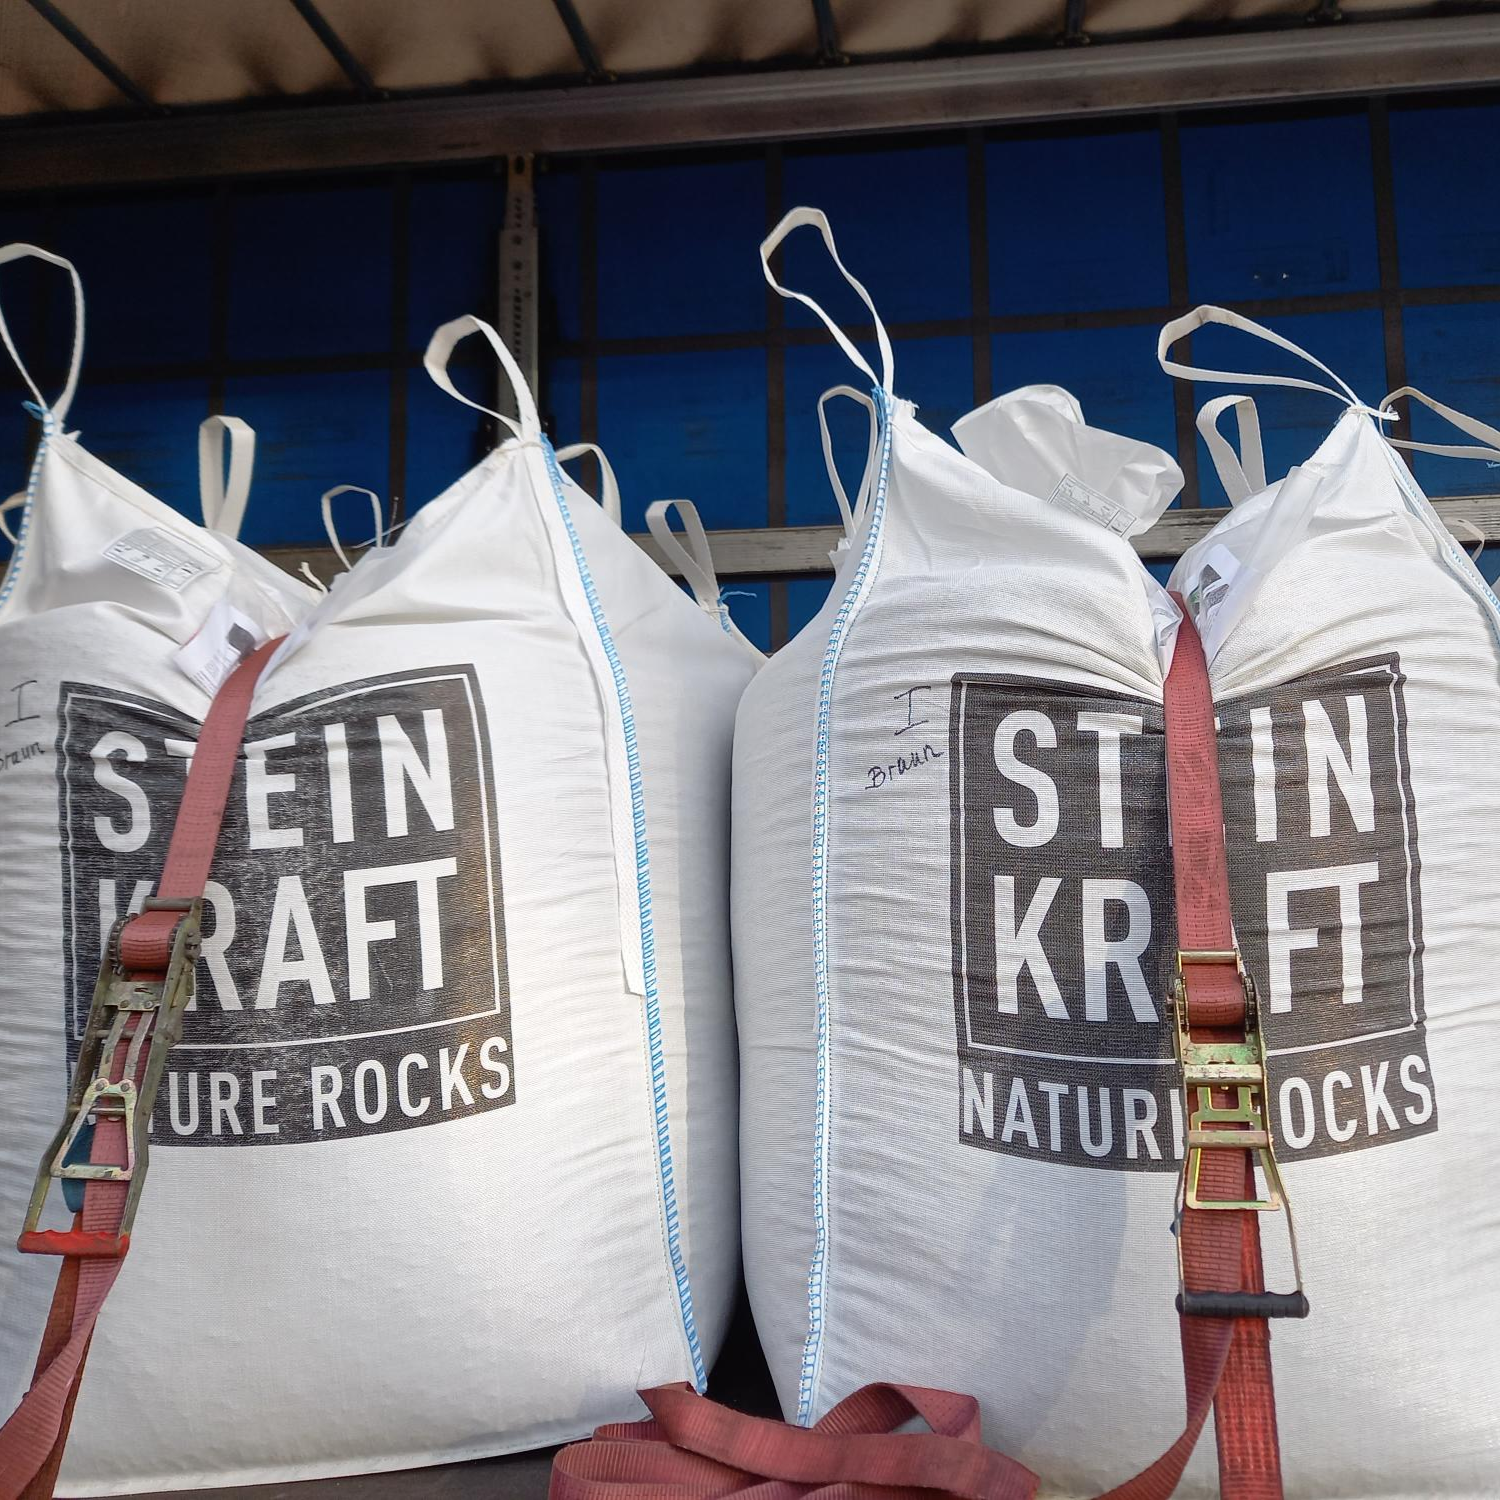 I
Braun
STEIN
KRAFT
NATURE ROCKS
I
Braun
STEIN
KRAFT
NATURE ROCKS